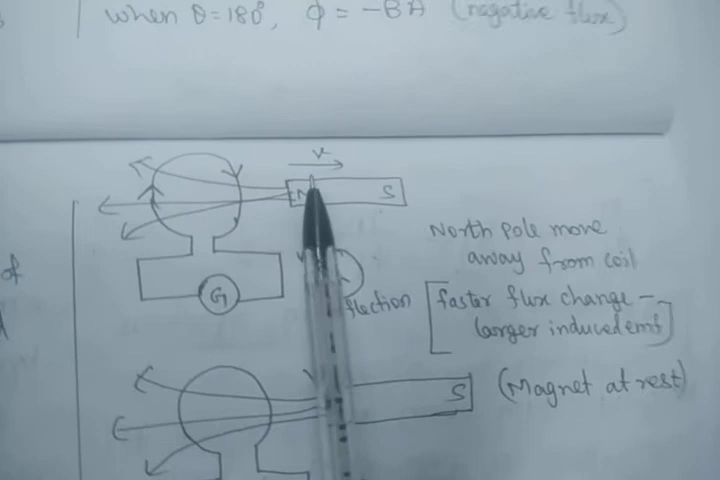 when θ=180°, φ = -BA (negative flux)
v
N S
North pole move
away from coil
G
flection
[faster flux change -
larger induced emf]
S
(Magnet at rest)
of